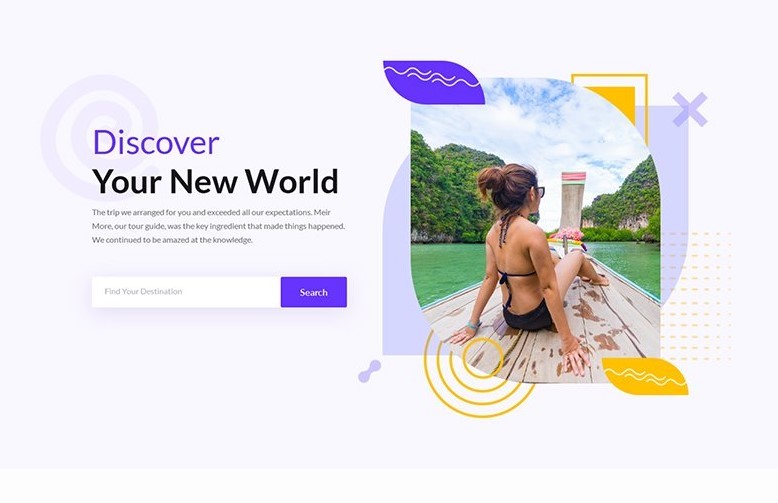 Discover
Your New World
The trip we arranged for you and exceeded all our expectations. Meir
More, our tour guide, was the key ingredient that made things happened.
We continued to be amazed at the knowledge.
Find Your Destination
Search